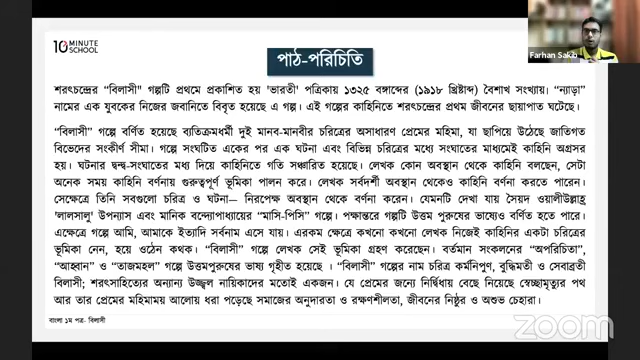 10 MINUTE SCHOOL
Farhan Sakib
পাঠ-পরিচিতি
শরৎচন্দ্রের “বিলাসী" গল্পটি প্রথমে প্রকাশিত হয় 'ভারতী' পত্রিকায় ১৩২৫ বঙ্গাব্দের (১৯১৮ খ্রিষ্টাব্দ) বৈশাখ সংখ্যায়। “ন্যাড়া”
নামের এক যুবকের নিজের জবানিতে বিবৃত হয়েছে এ গল্প। এই গল্পের কাহিনিতে শরৎচন্দ্রের প্রথম জীবনের ছায়াপাত ঘটেছে।
“বিলাসী” গল্পে বর্ণিত হয়েছে ব্যতিক্রমধর্মী দুই মানব-মানবীর চরিত্রের অসাধারণ প্রেমের মহিমা, যা ছাপিয়ে উঠেছে জাতিগত
বিভেদের সংকীর্ণ সীমা। গল্পে সংঘটিত একের পর এক ঘটনা এবং বিভিন্ন চরিত্রের মধ্যে সংঘাতের মাধ্যমেই কাহিনি অগ্রসর
হয়। ঘটনার দ্বন্দ্ব-সংঘাতের মধ্য দিয়ে কাহিনিতে গতি সঞ্চারিত হয়েছে। লেখক কোন অবস্থান থেকে কাহিনি বলছেন, সেটা
অনেক সময় কাহিনি বর্ণনায় গুরুত্বপূর্ণ ভূমিকা পালন করে। লেখক সর্বদর্শী অবস্থান থেকেও কাহিনি বর্ণনা করতে পারেন।
সেক্ষেত্রে তিনি সবগুলো চরিত্র ও ঘটনা— নিরপেক্ষ অবস্থান থেকে বর্ণনা করেন। যেমনটি দেখা যায় সৈয়দ ওয়ালীউল্লাহ্র
'লালসালু' উপন্যাস এবং মানিক বন্দ্যোপাধ্যায়ের “মাসি-পিসি” গল্পে। পক্ষান্তরে গল্পটি উত্তম পুরুষের ভাষ্যেও বর্ণিত হতে পারে।
এক্ষেত্রে গল্পে আমি, আমাকে ইত্যাদি সর্বনাম এসে যায়। এরকম ক্ষেত্রে কখনো কখনো লেখক নিজেই কাহিনির একটা চরিত্রের
ভূমিকা নেন, হয়ে ওঠেন কথক। “বিলাসী” গল্পে লেখক সেই ভূমিকা গ্রহণ করেছেন। বর্তমান সংকলনের “অপরিচিতা”,
“আহ্বান” ও “তাজমহল” গল্পে উত্তমপুরুষের ভাষ্য গৃহীত হয়েছে । “বিলাসী” গল্পের নাম চরিত্র কর্মনিপুণ, বুদ্ধিমতী ও সেবাব্রতী
বিলাসী; শরৎসাহিত্যের অন্যান্য উজ্জ্বল নায়িকাদের মতোই একজন। যে প্রেমের জন্যে নির্দ্বিধায় বেছে নিয়েছে স্বেচ্ছামৃত্যুর পথ
আর তার প্রেমের মহিমাময় আলোয় ধরা পড়েছে সমাজের অনুদারতা ও রক্ষণশীলতা, জীবনের নিষ্ঠুর ও অশুভ চেহারা।
বাংলা ১ম পত্র- বিলাসী
zoom